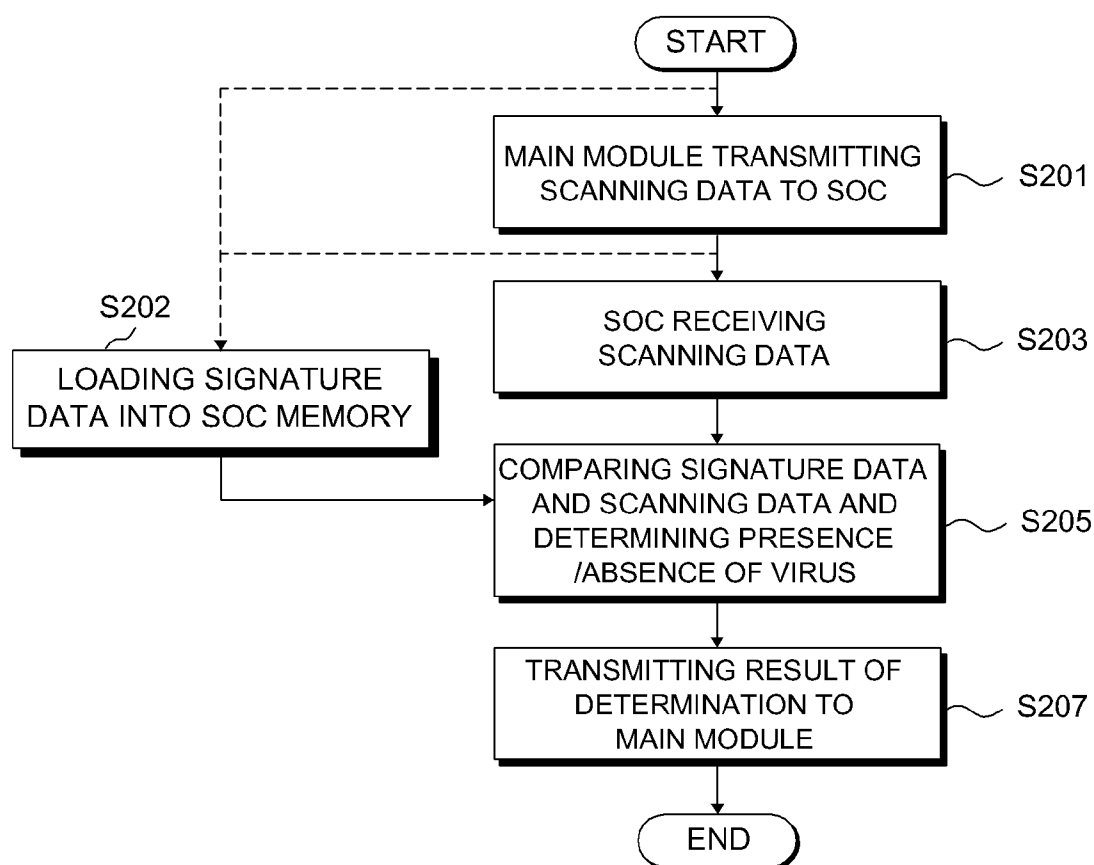 START
MAIN MODULE TRANSMITTING
SCANNING DATA TO SOC
S201
S202
LOADING SIGNATURE
DATA INTO SOC MEMORY
SOC RECEIVING
SCANNING DATA
S203
COMPARING SIGNATURE DATA
AND SCANNING DATA AND
DETERMINING PRESENCE
/ABSENCE OF VIRUS
S205
TRANSMITTING RESULT OF
DETERMINATION TO
MAIN MODULE
S207
END